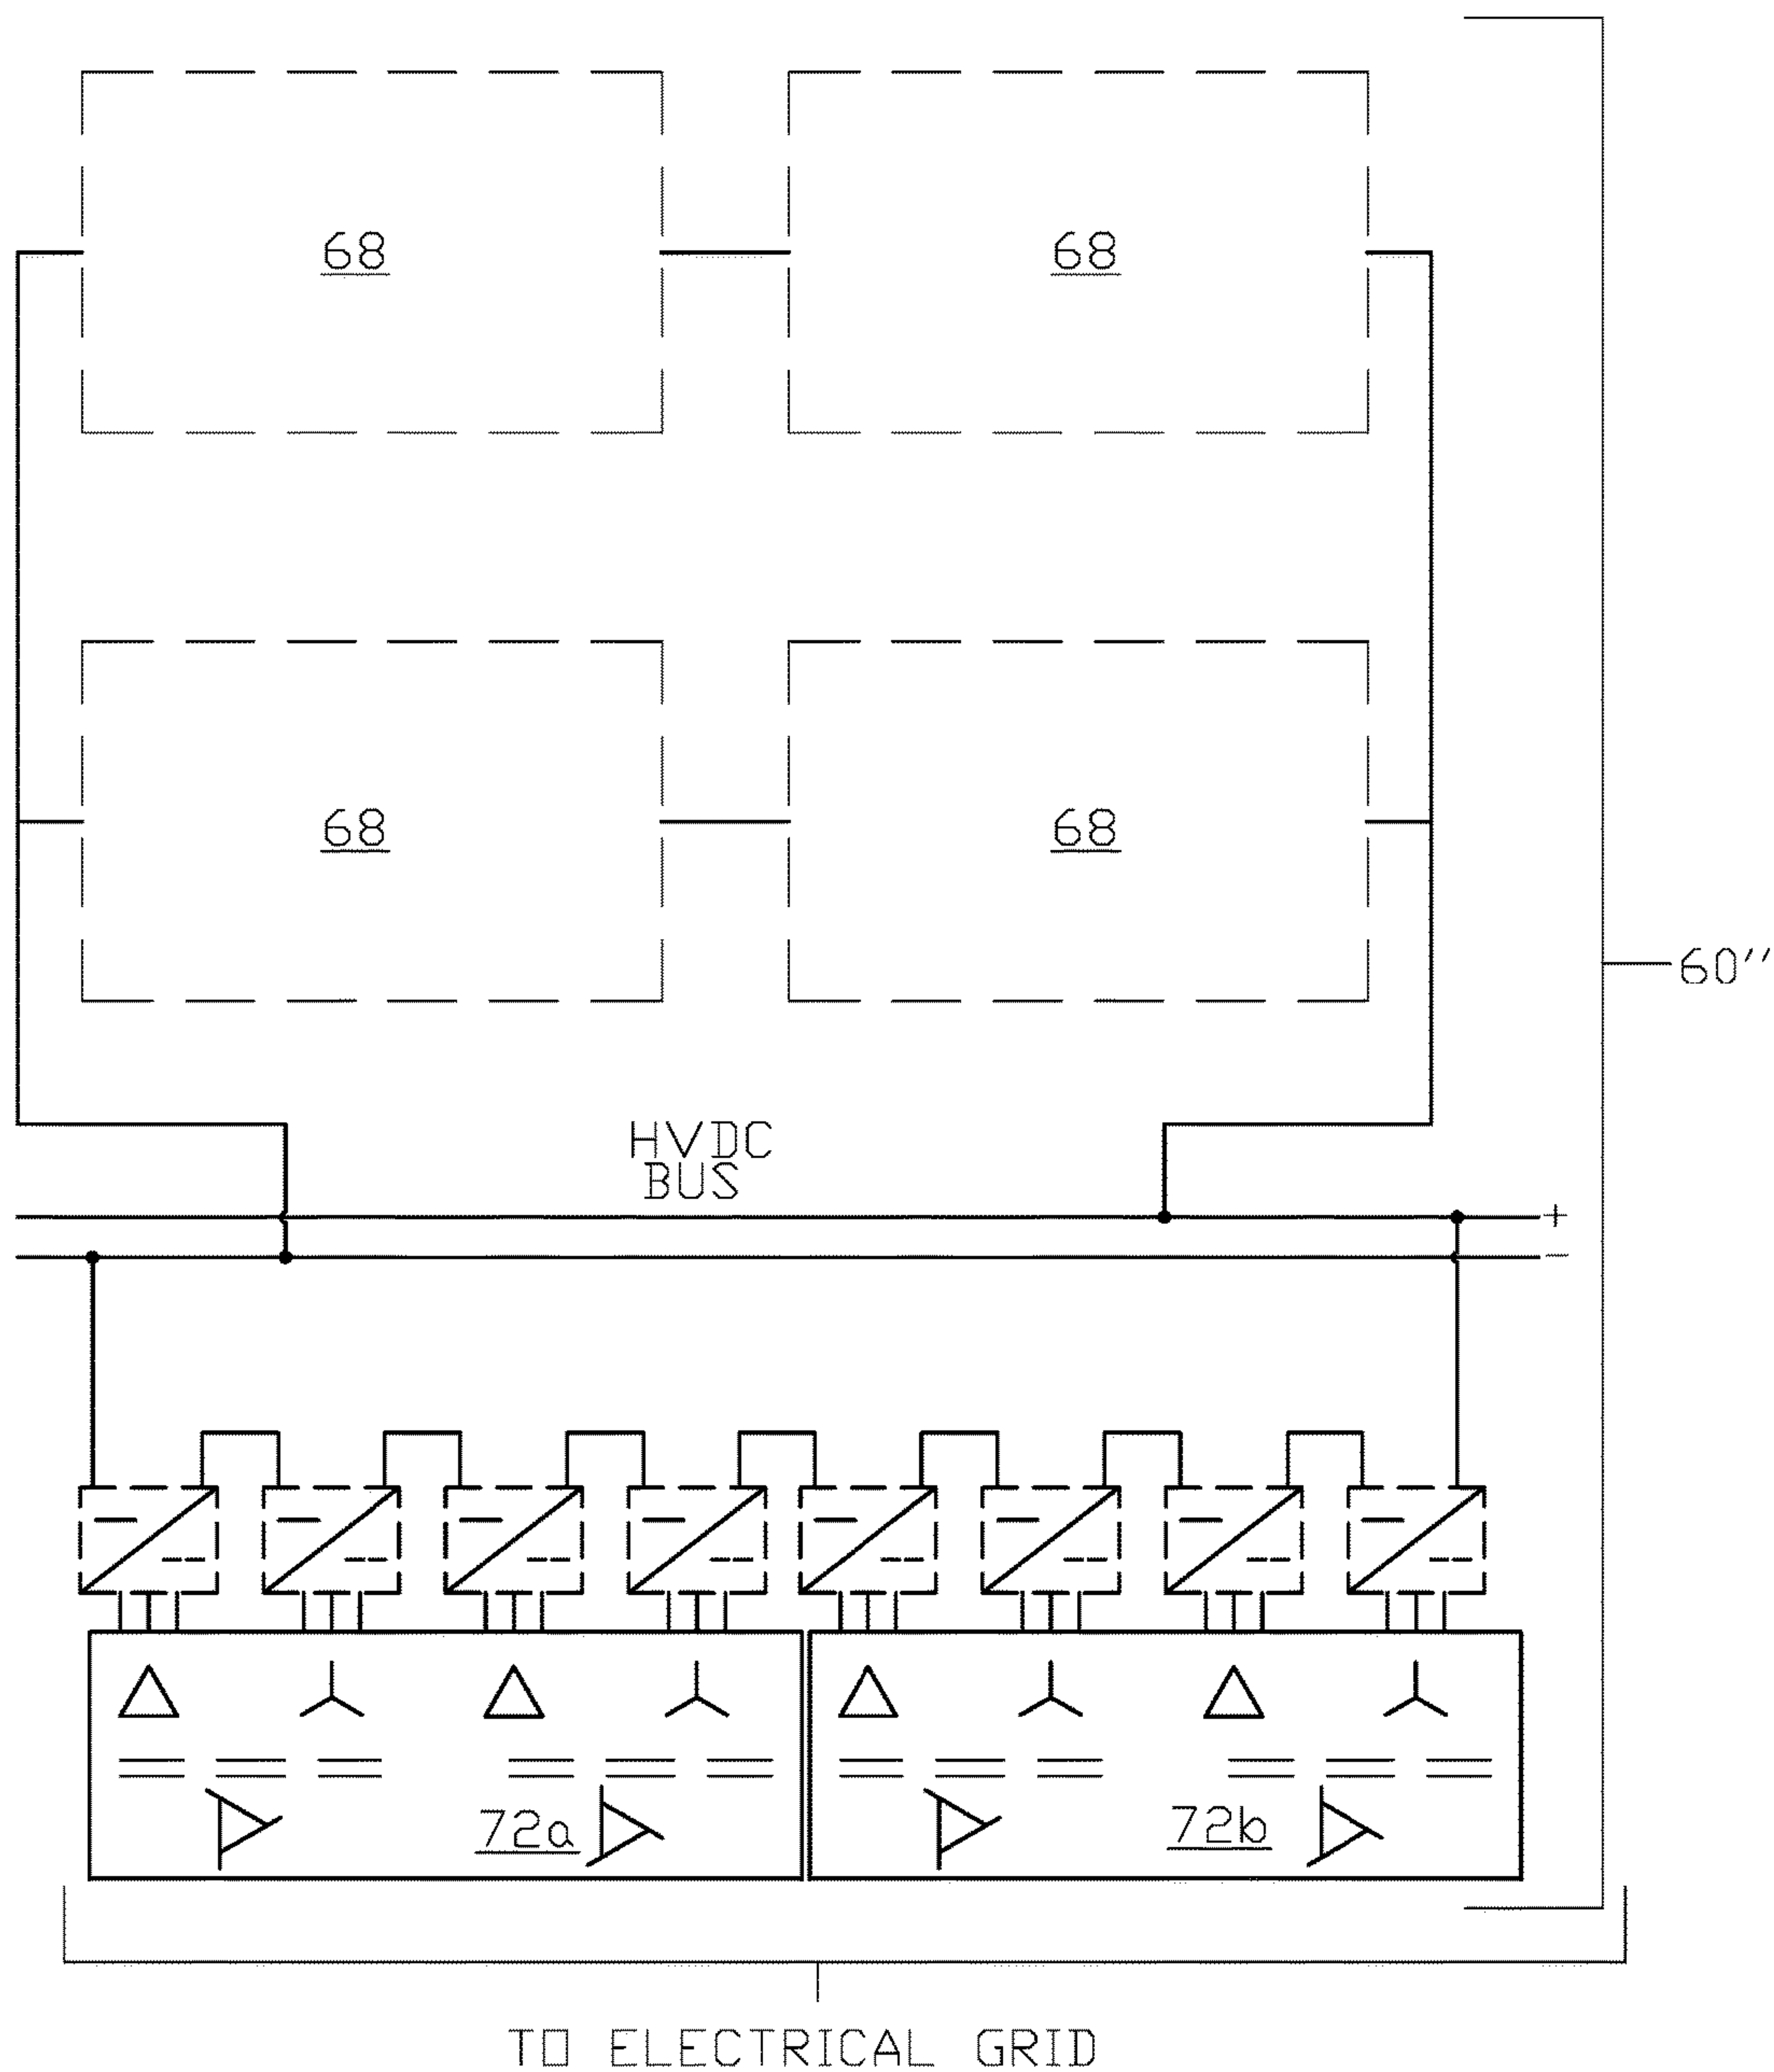 68 68
68 68
60''
HVDC
BUS
+
−
72a 72b
TO ELECTRICAL GRID